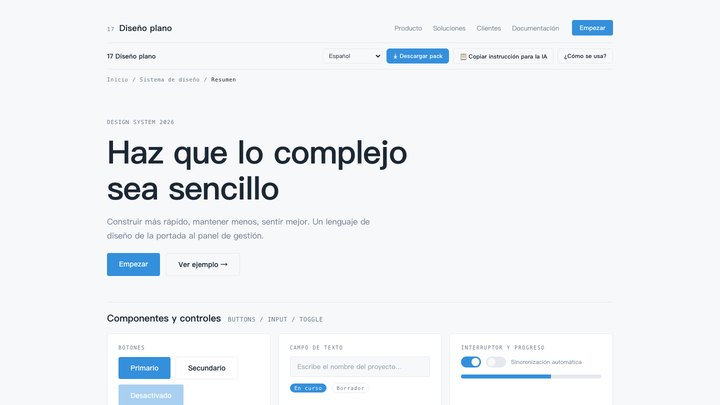 17 Diseño plano
Producto Soluciones Clientes Documentación Empezar
17 Diseño plano
Español
Descargar pack
Copiar instrucción para la IA
¿Cómo se usa?
Inicio / Sistema de diseño / Resumen
DESIGN SYSTEM 2026
Haz que lo complejo
sea sencillo
Construir más rápido, mantener menos, sentir mejor. Un lenguaje de
diseño de la portada al panel de gestión.
Empezar
Ver ejemplo →
Componentes y controles BUTTONS / INPUT / TOGGLE
BOTONES
Primario
Secundario
Desactivado
CAMPO DE TEXTO
Escribe el nombre del proyecto...
En curso
Borrador
INTERRUPTOR Y PROGRESO
Sincronización automática